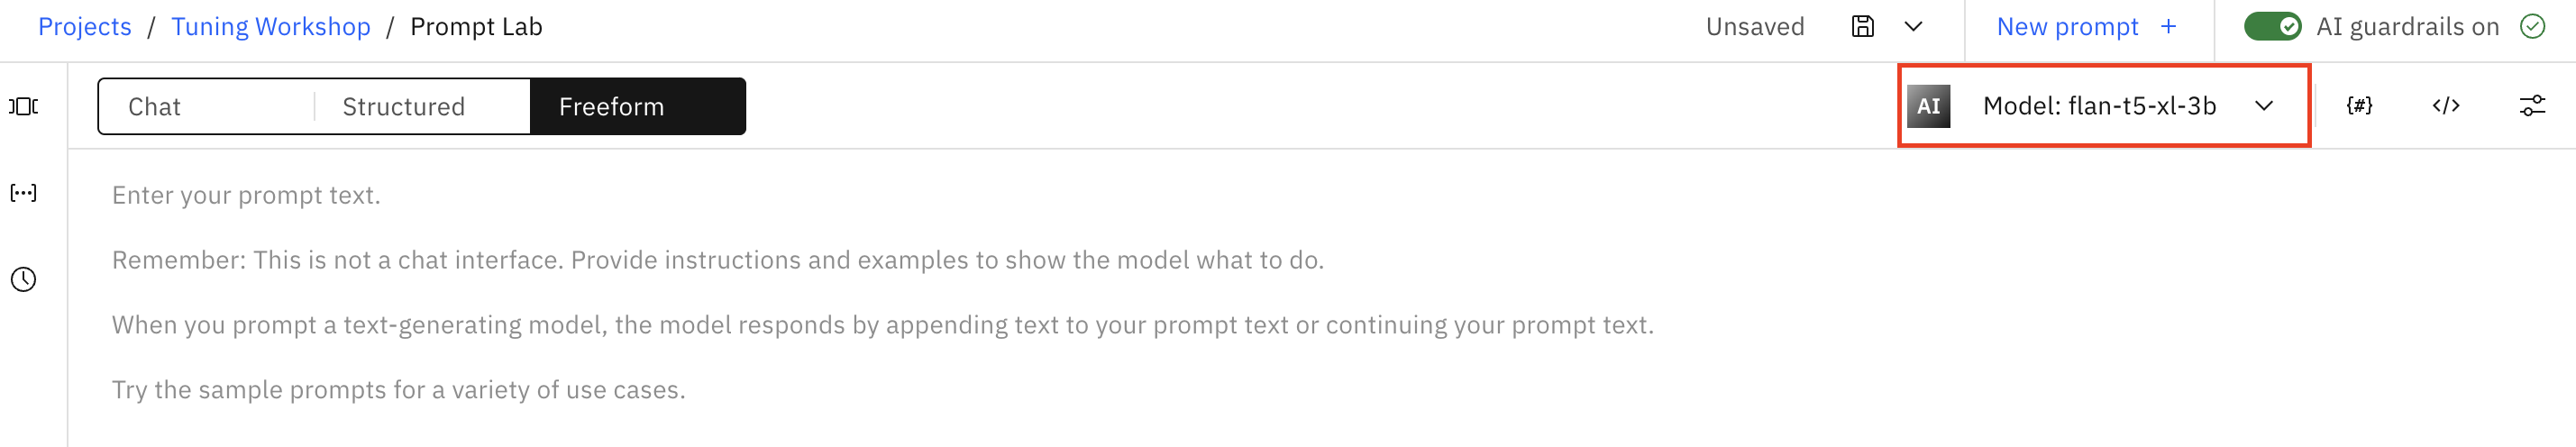 Projects / Tuning Workshop / Prompt Lab Unsaved New prompt + AI guardrails on
Chat Structured Freeform AI Model: flan-t5-xl-3b {#} </>
[...]
Enter your prompt text.
Remember: This is not a chat interface. Provide instructions and examples to show the model what to do.
When you prompt a text-generating model, the model responds by appending text to your prompt text or continuing your prompt text.
Try the sample prompts for a variety of use cases.